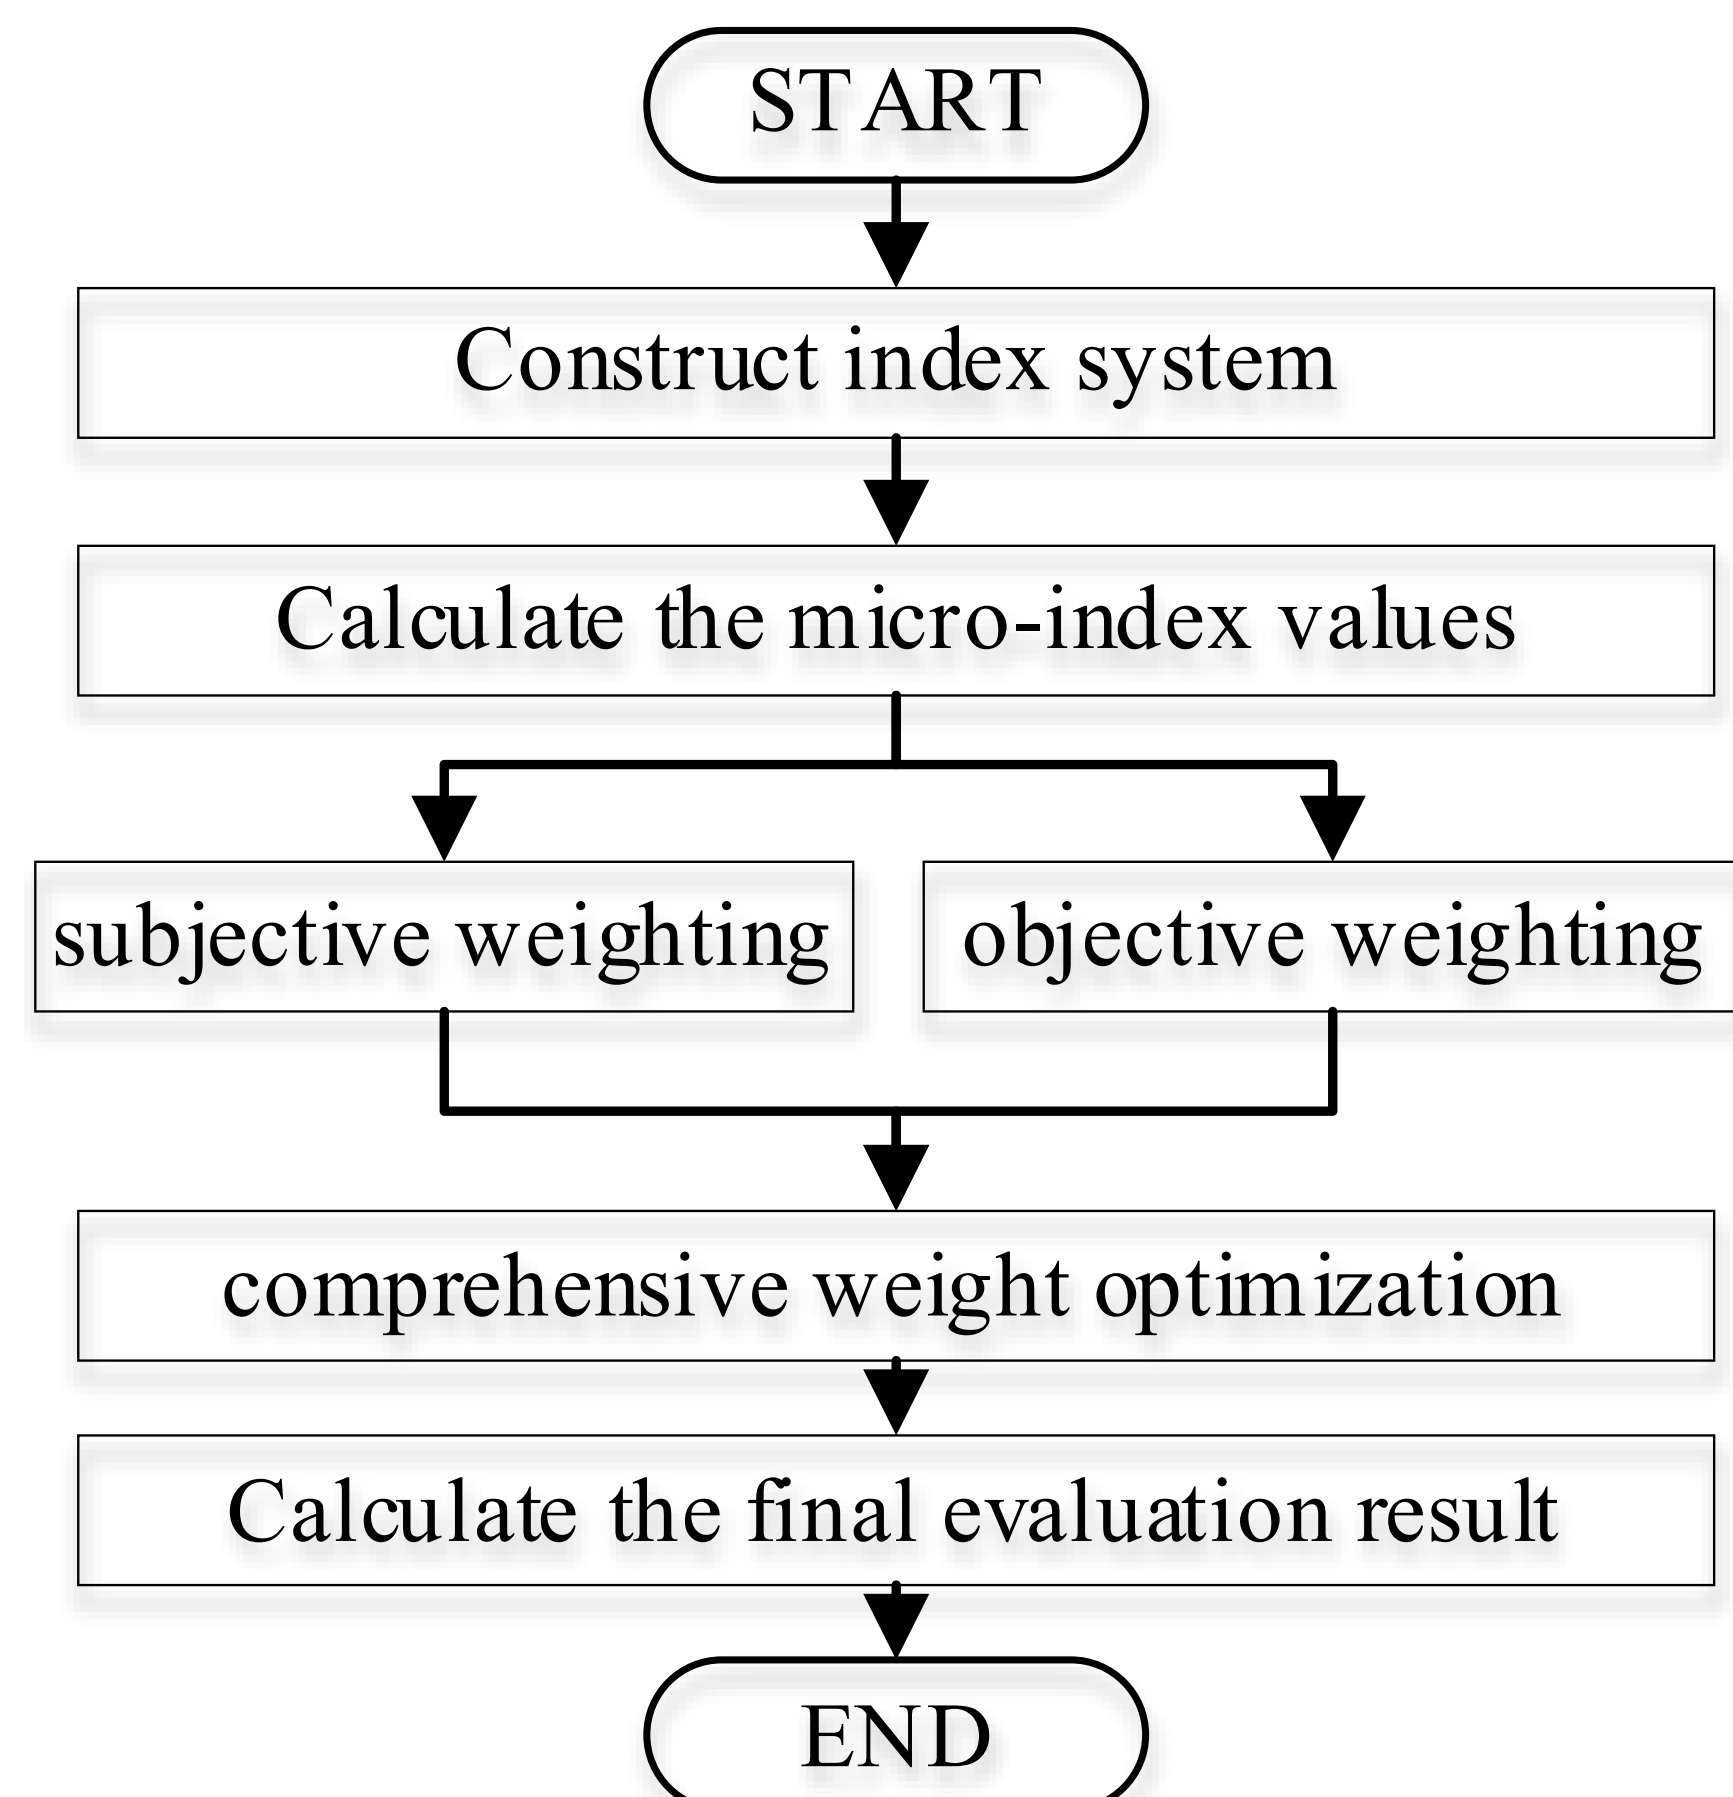 START
Construct index system
Calculate the micro-index values
subjective weighting
objective weighting
comprehensive weight optimization
Calculate the final evaluation result
END